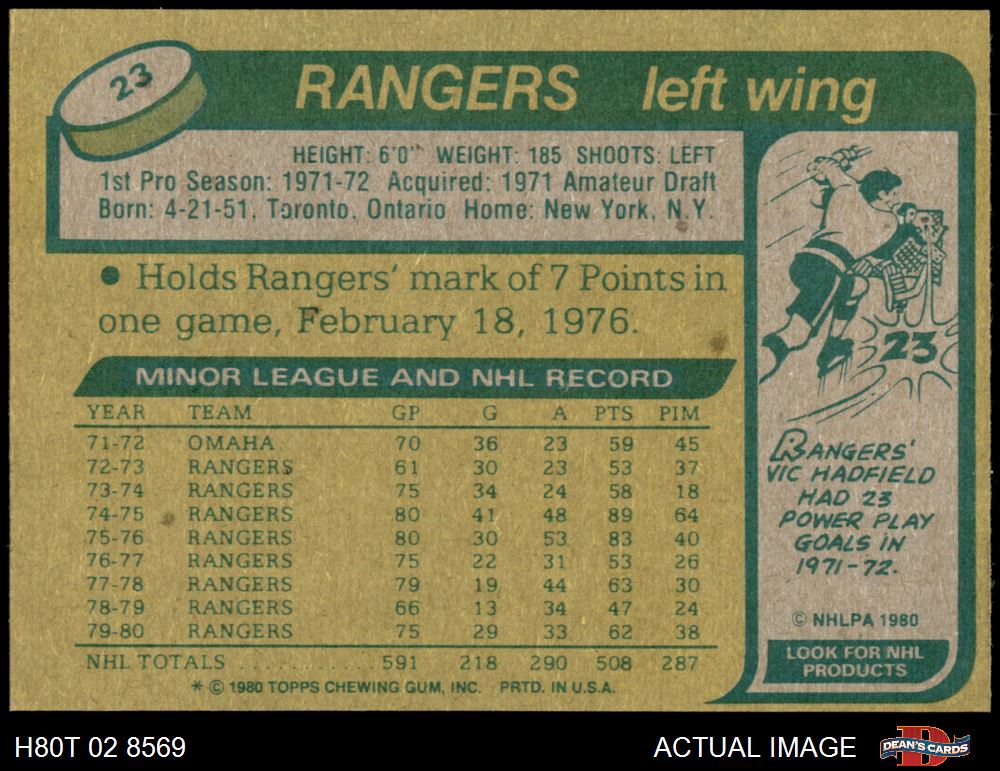 23
RANGERS left wing
HEIGHT: 6'0" WEIGHT: 185 SHOOTS: LEFT
1st Pro Season: 1971-72 Acquired: 1971 Amateur Draft
Born: 4-21-51, Toronto, Ontario Home: New York, N.Y.
● Holds Rangers' mark of 7 Points in
one game, February 18, 1976.
MINOR LEAGUE AND NHL RECORD
YEAR TEAM GP G A PTS PIM
71-72 OMAHA 70 36 23 59 45
72-73 RANGERS 61 30 23 53 37
73-74 RANGERS 75 34 24 58 18
74-75 RANGERS 80 41 48 89 64
75-76 RANGERS 80 30 53 83 40
76-77 RANGERS 75 22 31 53 26
77-78 RANGERS 79 19 44 63 30
78-79 RANGERS 66 13 34 47 24
79-80 RANGERS 75 29 33 62 38
NHL TOTALS .......... 591 218 290 508 287
* © 1980 TOPPS CHEWING GUM, INC. PRTD. IN U.S.A.
23
RANGERS'
VIC HADFIELD
HAD 23
POWER PLAY
GOALS IN
1971-72.
© NHLPA 1980
LOOK FOR NHL
PRODUCTS
H80T 02 8569
ACTUAL IMAGE
D
DEAN'S CARDS